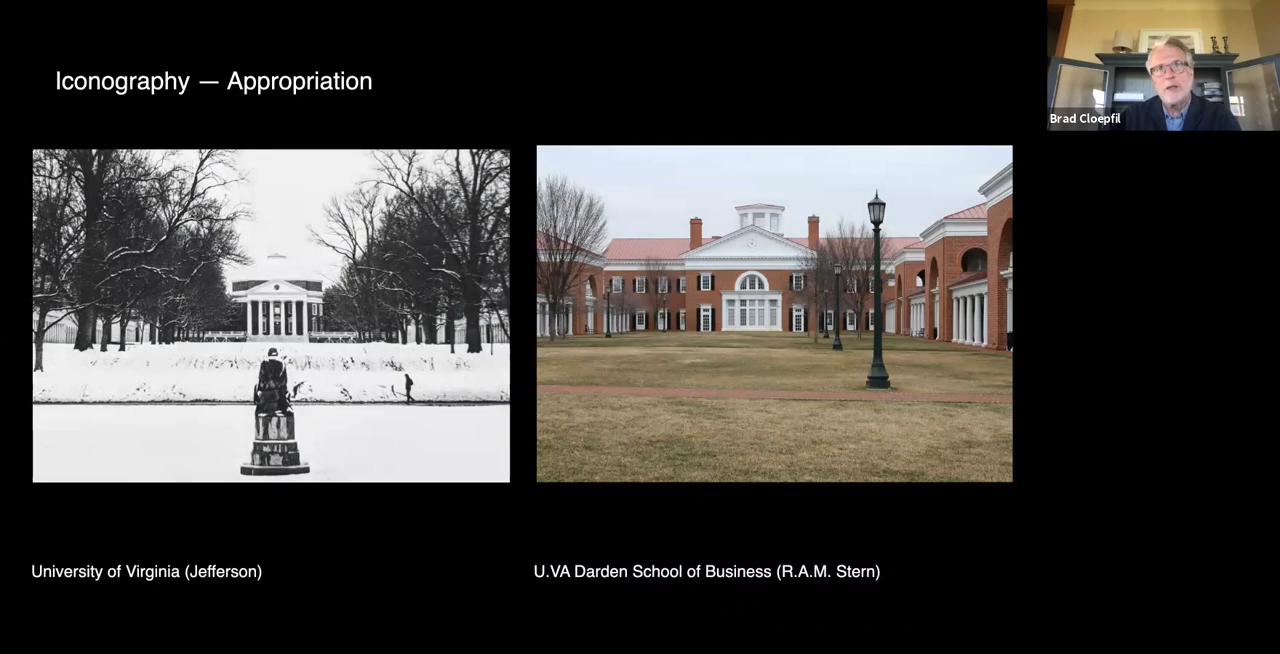 Iconography — Appropriation
Brad Cloepfil
University of Virginia (Jefferson)
U.VA Darden School of Business (R.A.M. Stern)